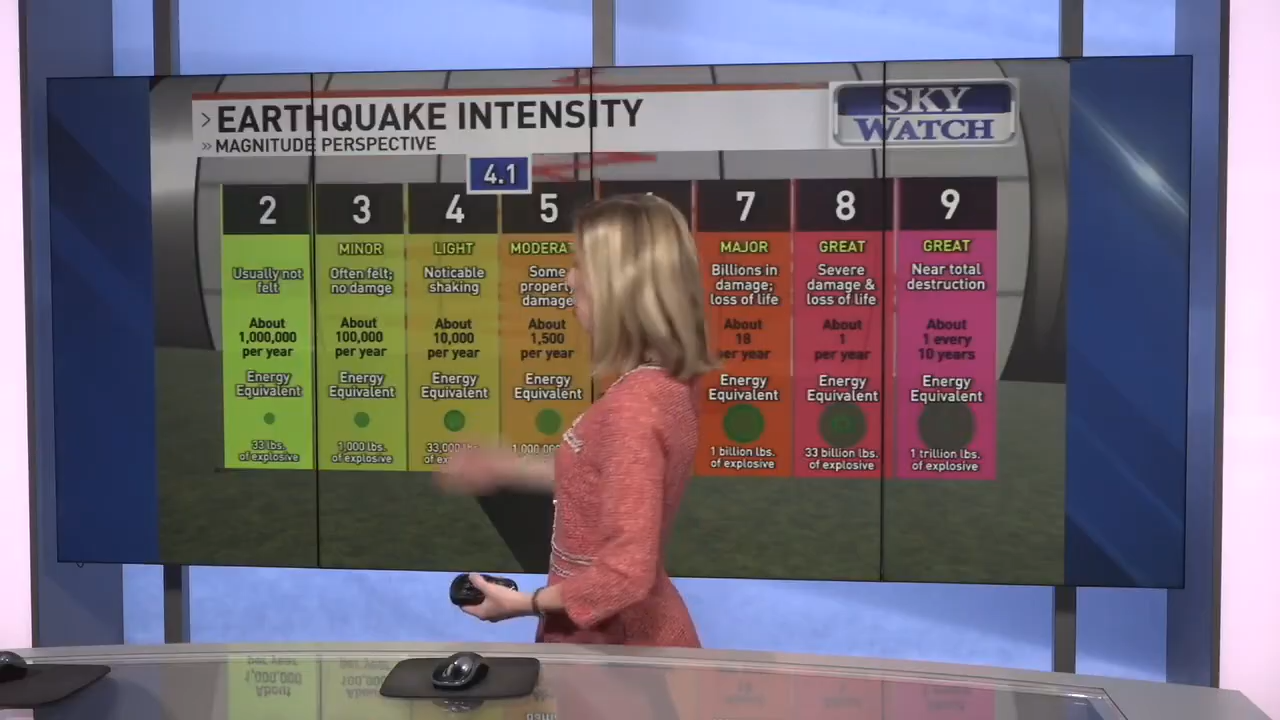 > EARTHQUAKE INTENSITY
» MAGNITUDE PERSPECTIVE
SKY
WATCH
4.1
2
Usually not
felt
About
1,000,000
per year
Energy
Equivalent
33 lbs.
of explosive
3
MINOR
Often felt;
no damge
About
100,000
per year
Energy
Equivalent
1,000 lbs.
of explosive
4
LIGHT
Noticable
shaking
About
10,000
per year
Energy
Equivalent
33,000
5
Some
damage
About
1,500
per year
Energy
Equivalent
7
MAJOR
Billions in
damage;
loss of life
About
18
per year
Energy
Equivalent
1 billion lbs.
of explosive
8
GREAT
Severe
damage &
loss of life
About
1
per year
Energy
Equivalent
33 billion lbs.
of explosive
9
GREAT
Near total
destruction
About
1 every
10 years
Energy
Equivalent
1 trillion lbs.
of explosive